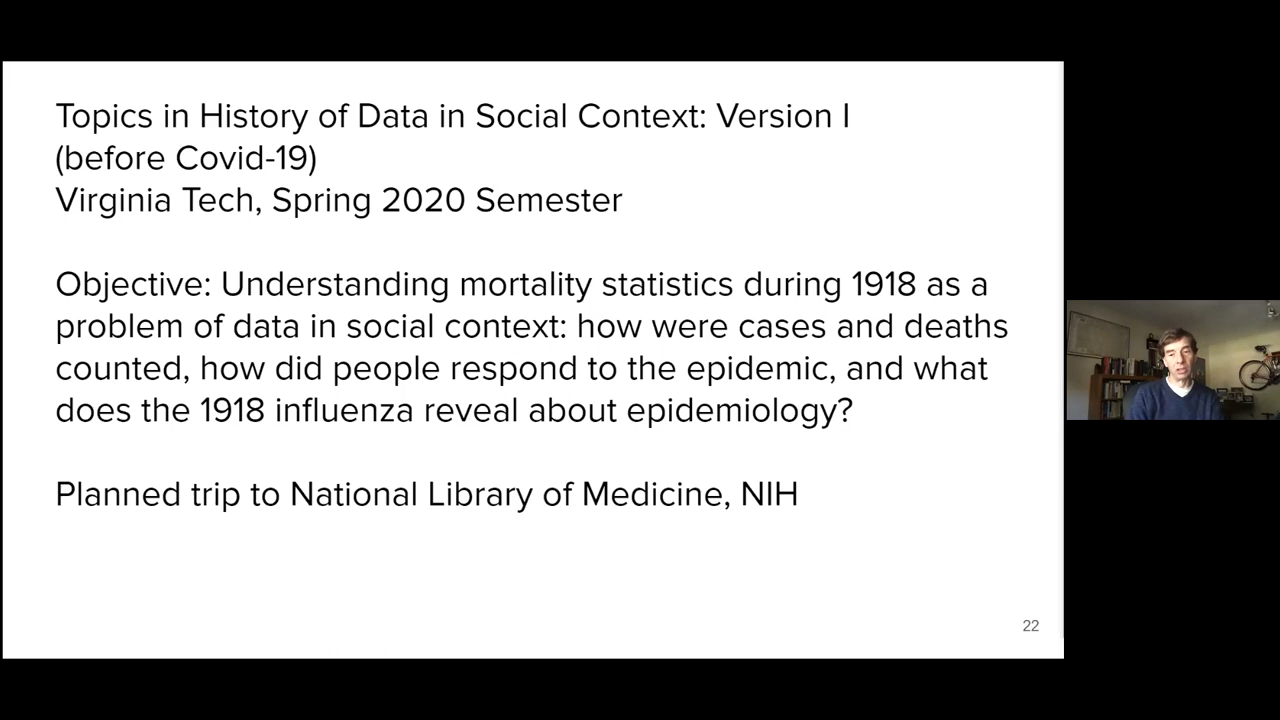 Topics in History of Data in Social Context: Version I
(before Covid-19)
Virginia Tech, Spring 2020 Semester
Objective: Understanding mortality statistics during 1918 as a
problem of data in social context: how were cases and deaths
counted, how did people respond to the epidemic, and what
does the 1918 influenza reveal about epidemiology?
Planned trip to National Library of Medicine, NIH
22